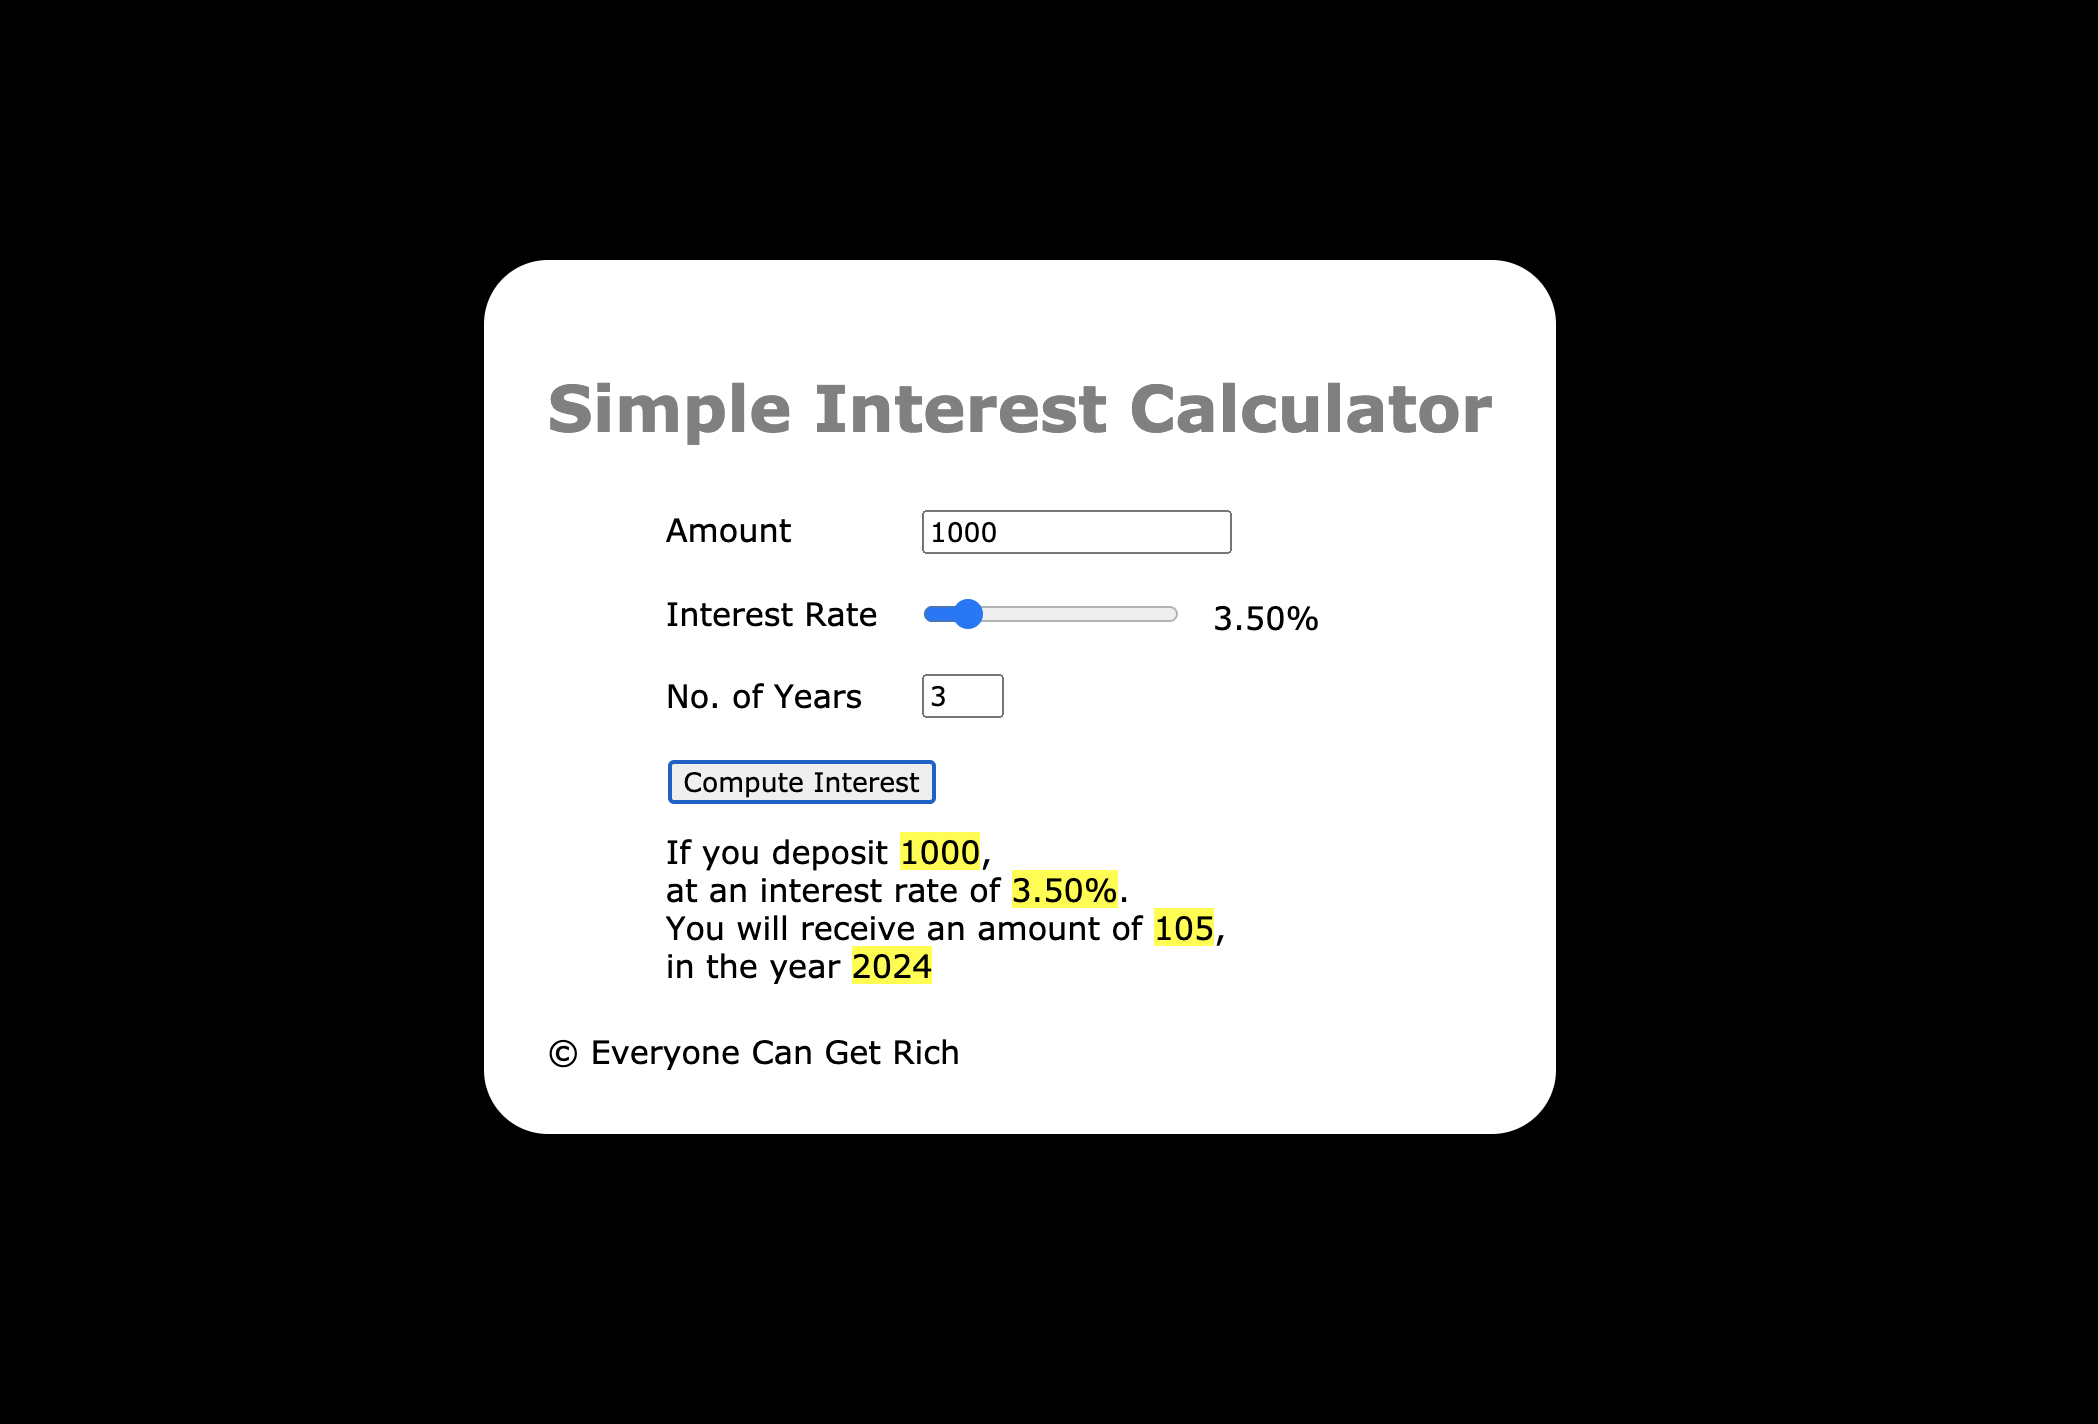 Simple Interest Calculator
Amount 1000
Interest Rate 3.50%
No. of Years 3
Compute Interest
If you deposit 1000,
at an interest rate of 3.50%.
You will receive an amount of 105,
in the year 2024
© Everyone Can Get Rich